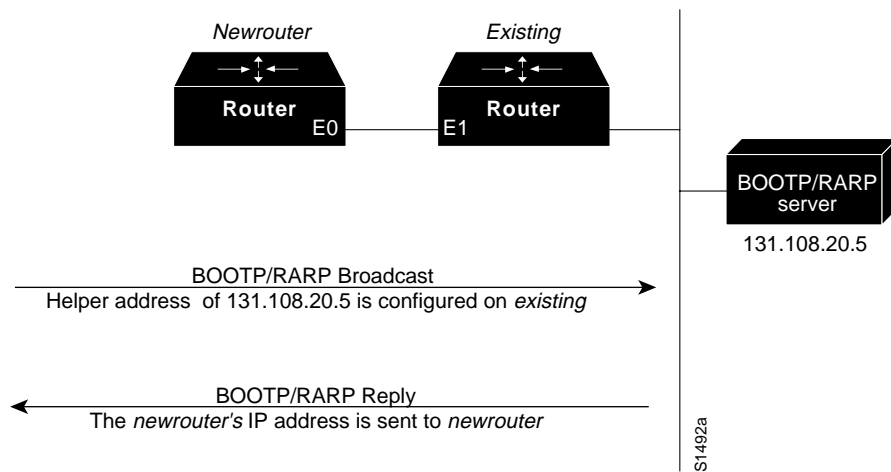 Newrouter
Existing
Router
Router
E0
E1
BOOTP/RARP
server
131.108.20.5
BOOTP/RARP Broadcast
Helper address of 131.108.20.5 is configured on existing
BOOTP/RARP Reply
The newrouter's IP address is sent to newrouter
S1492a